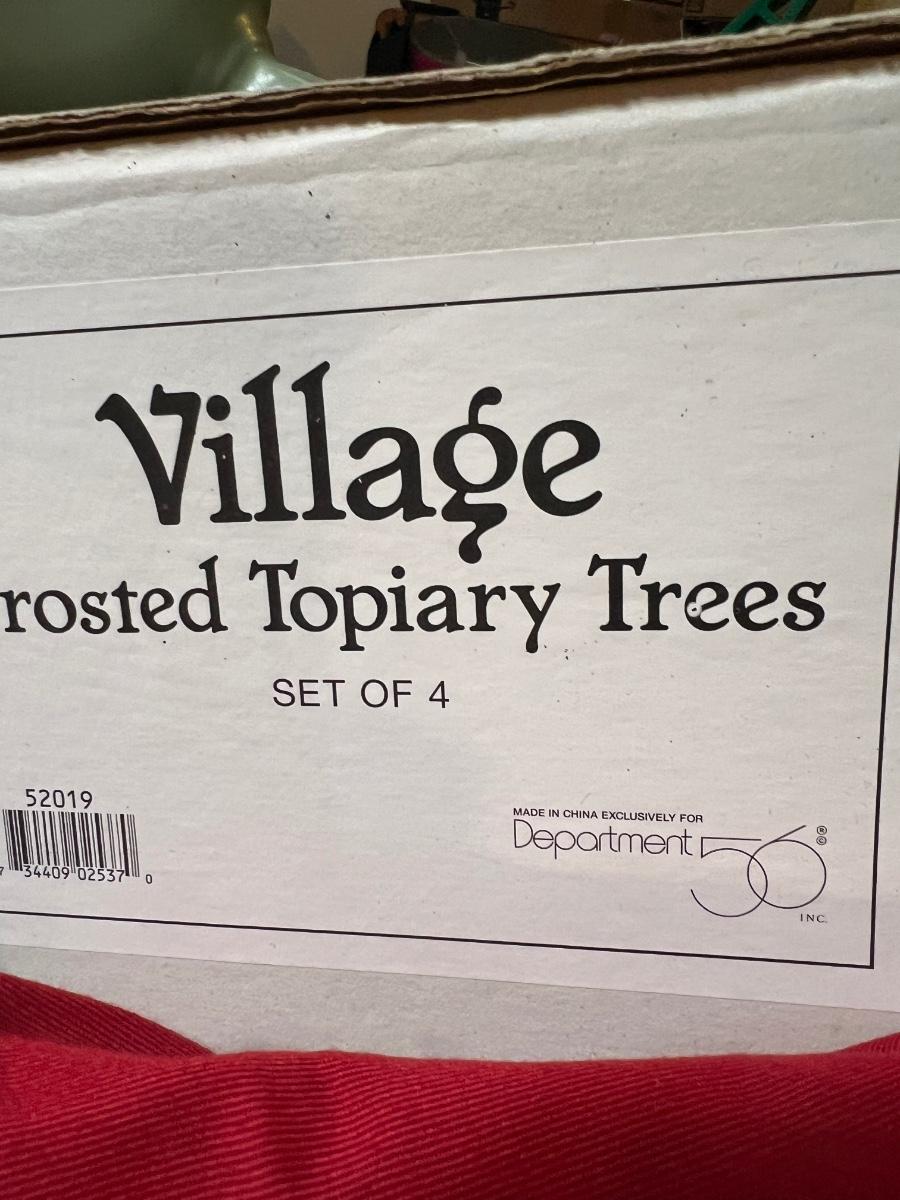 Village
rosted Topiary Trees
SET OF 4
52019
7 34409 02537 0
MADE IN CHINA EXCLUSIVELY FOR
Department 56 ® ©
INC.